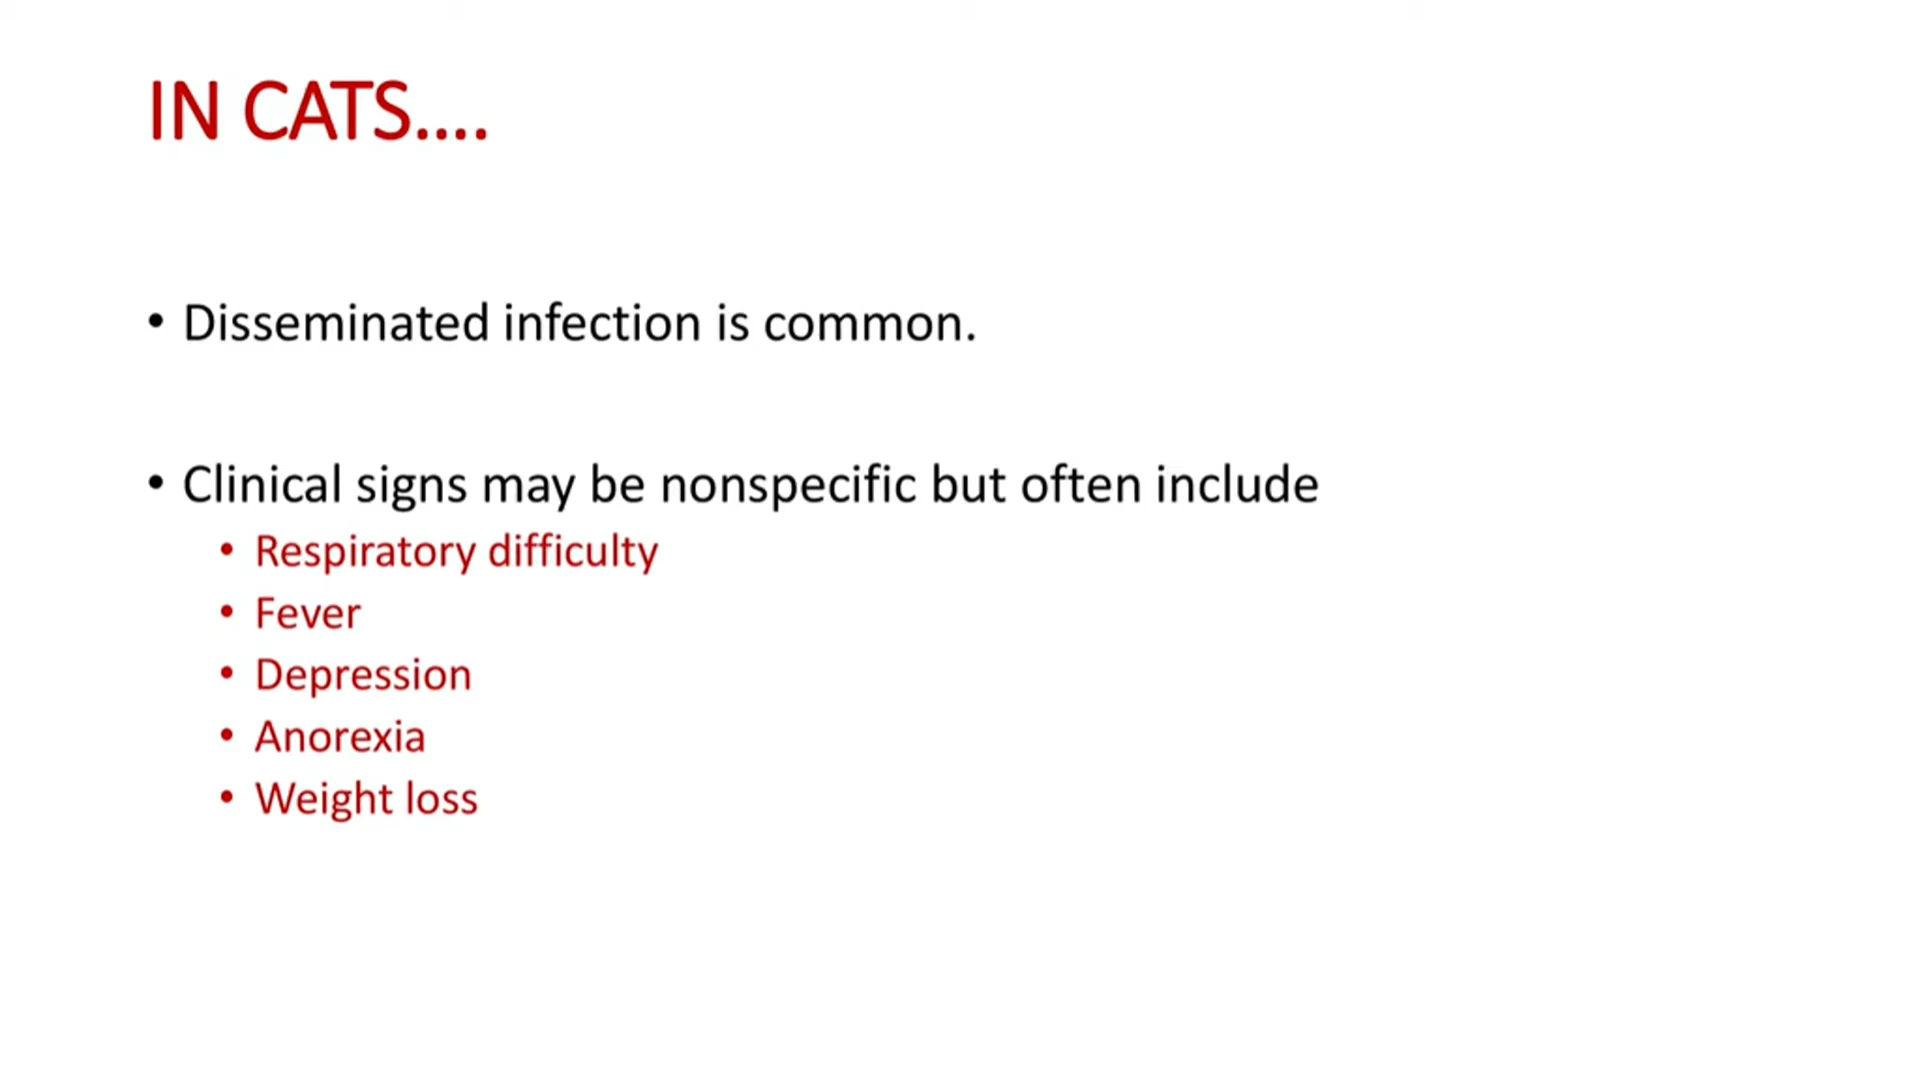 IN CATS....
• Disseminated infection is common.
• Clinical signs may be nonspecific but often include
• Respiratory difficulty
• Fever
• Depression
• Anorexia
• Weight loss